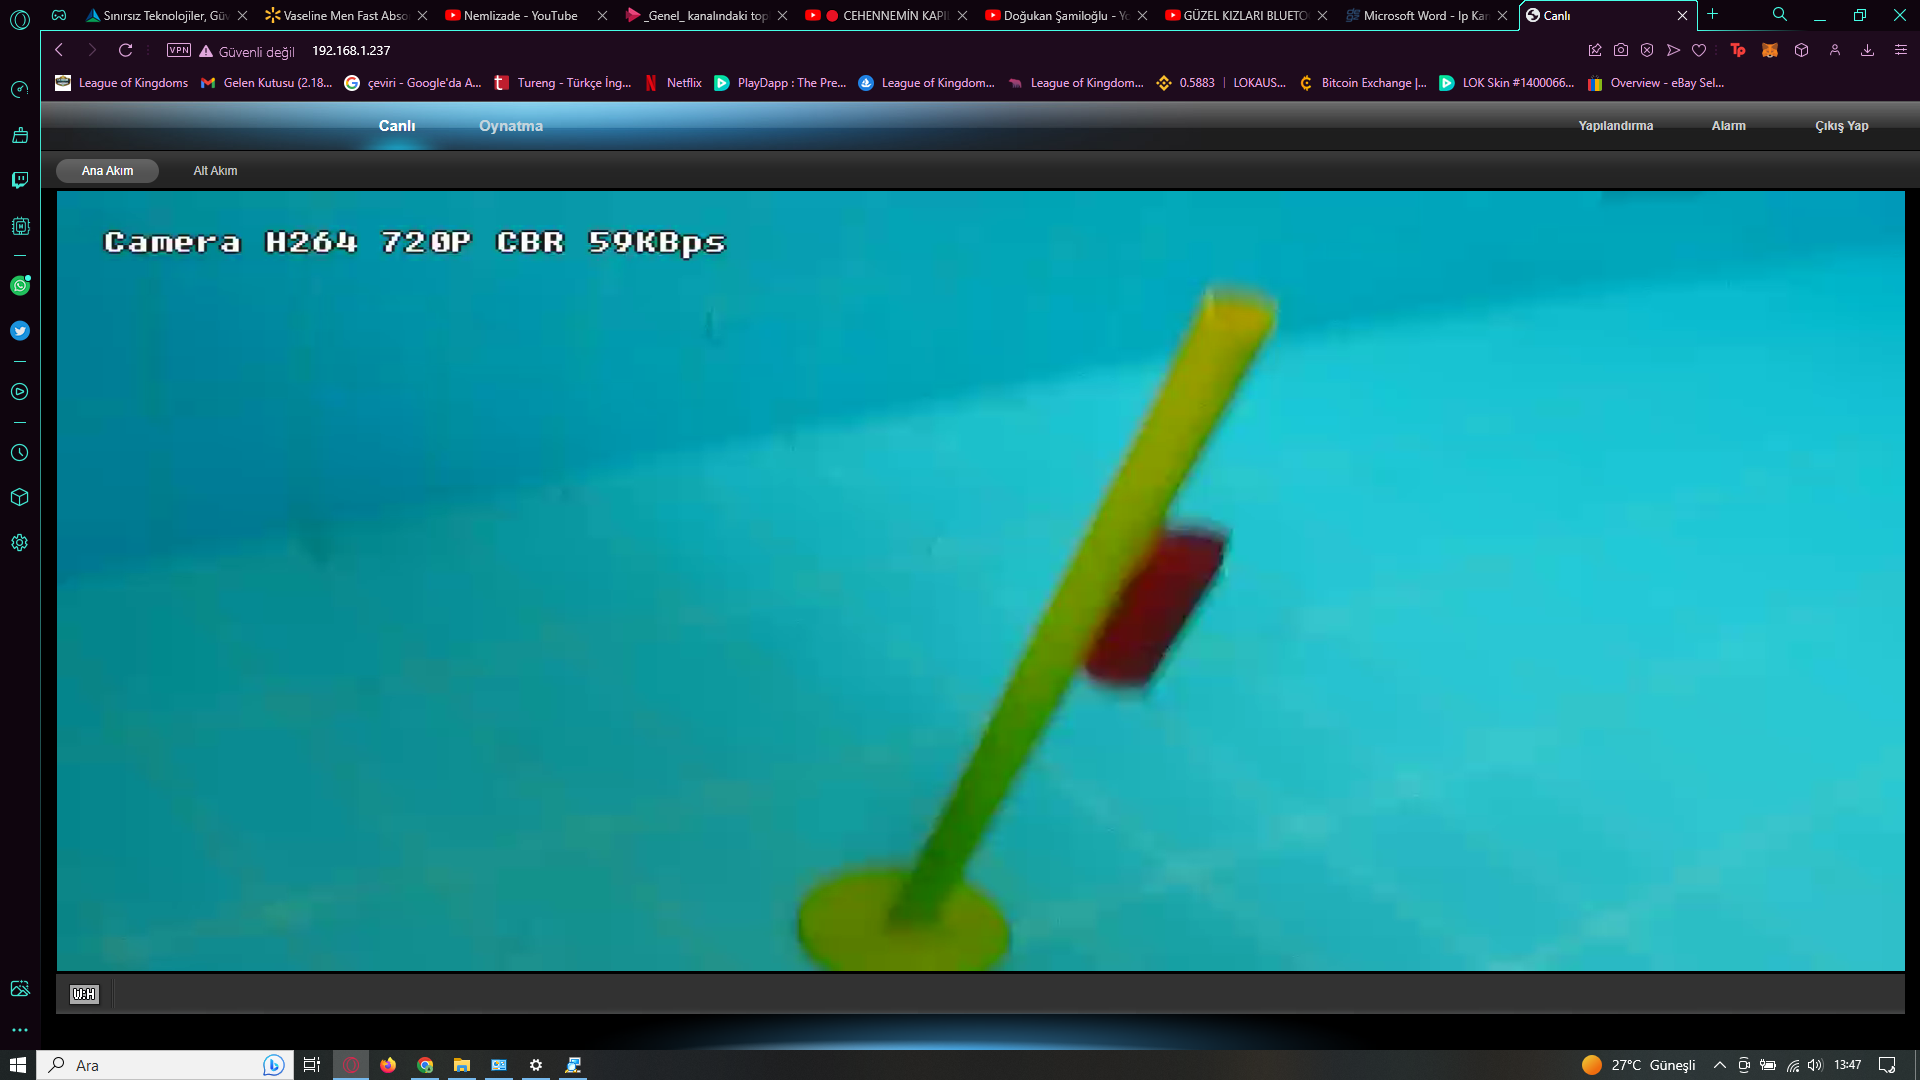 Sınırsız Teknolojiler, Güv
Vaseline Men Fast Abso
Nemlizade - YouTube
_Genel_ kanalındaki top
CEHENNEMİN KAPI
Doğukan Şamiloğlu - Yo
GÜZEL KIZLARI BLUETO
Microsoft Word - Ip Kam
Canlı
VPN
Güvenli değil
192.168.1.237
League of Kingdoms
Gelen Kutusu (2.18...
çeviri - Google'da A...
Tureng - Türkçe İng...
Netflix
PlayDapp : The Pre...
League of Kingdom...
League of Kingdom...
0.5883 | LOKAUS...
Bitcoin Exchange |...
LOK Skin #1400066...
Overview - eBay Sel...
Canlı
Oynatma
Yapılandırma
Alarm
Çıkış Yap
Ana Akım
Alt Akım
Camera H264 720P CBR 59KBps
W:H
Ara
27°C Güneşli
13:47